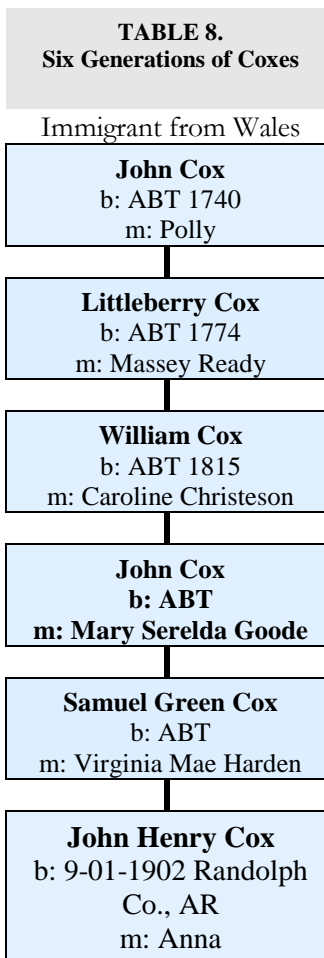 TABLE 8.
Six Generations of Coxes
Immigrant from Wales
John Cox
b: ABT 1740
m: Polly
Littleberry Cox
b: ABT 1774
m: Massey Ready
William Cox
b: ABT 1815
m: Caroline Christeson
John Cox
b: ABT
m: Mary Serelda Goode
Samuel Green Cox
b: ABT
m: Virginia Mae Harden
John Henry Cox
b: 9-01-1902 Randolph
Co., AR
m: Anna